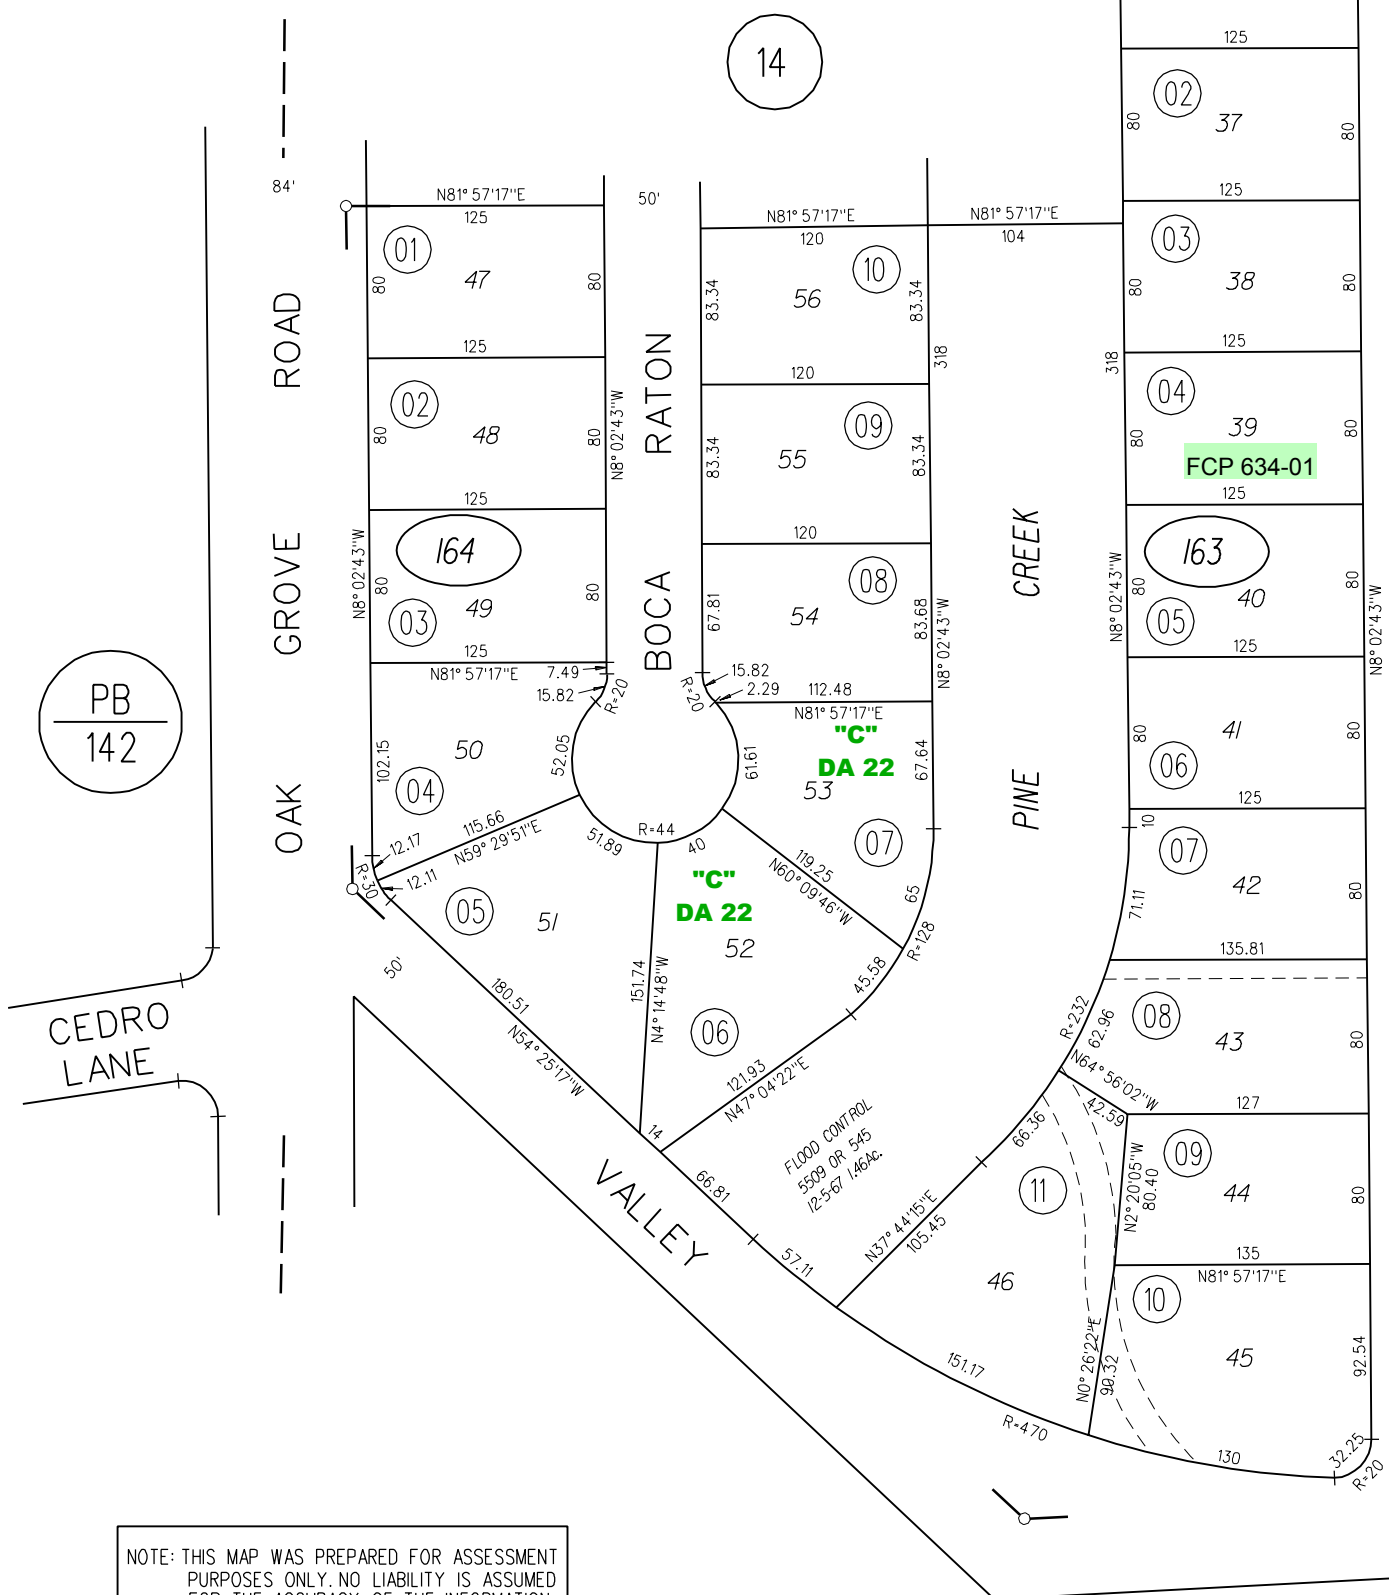 14
84'
N81° 57'17"E
125
50'
N81° 57'17"E
120
N81° 57'17"E
104
125
02
37
80
80
125
03
38
80
80
125
04
39
80
80
FCP 634-01
125
163
40
05
80
80
125
N8° 02'43"W
N8° 02'43"W
41
06
80
80
125
10
07
42
80
71.11
135.81
08
43
80
R=232
62.96
N64° 56'02"W
42.59
127
09
44
80
N2° 20'05"W
80.40
135
N81° 57'17"E
10
45
92.54
N0° 26'22"E
90.32
130
32.25
R=20
11
46
66.36
N37° 44'15"E
105.45
151.17
R=470
01
47
80
80
125
02
48
80
80
125
N8° 02'43"W
164
03
49
80
80
125
N8° 02'43"W
N81° 57'17"E
7.49
15.82
R=20
50
04
102.15
52.05
115.66
N59° 29'51"E
12.17
12.11
R=30
51.89
R=44
40
05
51
180.51
N54° 25'17"W
151.74
N4° 14'48"W
"C"
DA 22
52
06
14
121.93
N47° 04'22"E
45.58
R=128
65
119.25
N60° 09'46"W
10
56
83.34
83.34
318
318
120
09
55
83.34
83.34
120
08
54
67.81
83.68
N8° 02'43"W
15.82
R=20
2.29
112.48
N81° 57'17"E
"C"
DA 22
53
07
61.61
67.64
OAK GROVE ROAD
BOCA RATON
PINE CREEK
PB
142
CEDRO
LANE
50'
VALLEY
66.81
57.11
FLOOD CONTROL
5509 OR 545
12-5-67 1.46Ac.
NOTE: THIS MAP WAS PREPARED FOR ASSESSMENT
PURPOSES ONLY. NO LIABILITY IS ASSUMED
FOR THE ACCURACY OF THE INFORMATION